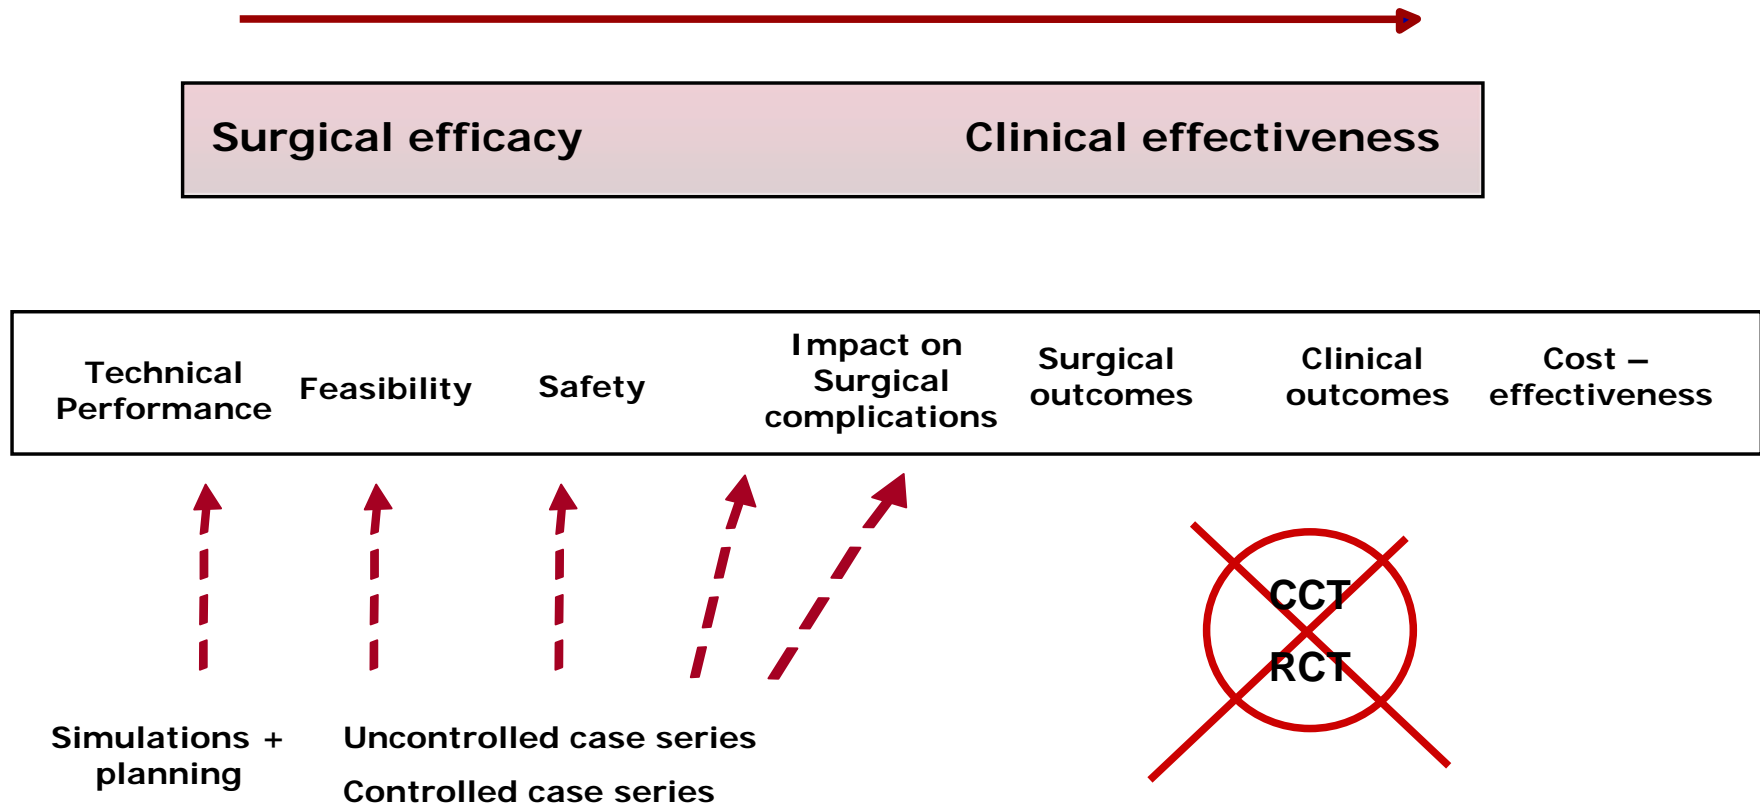 Surgical efficacy
Clinical effectiveness
Technical
Performance
Feasibility
Safety
Impact on
Surgical
complications
Surgical
outcomes
Clinical
outcomes
Cost –
effectiveness
CCT
RCT
Simulations +
planning
Uncontrolled case series
Controlled case series